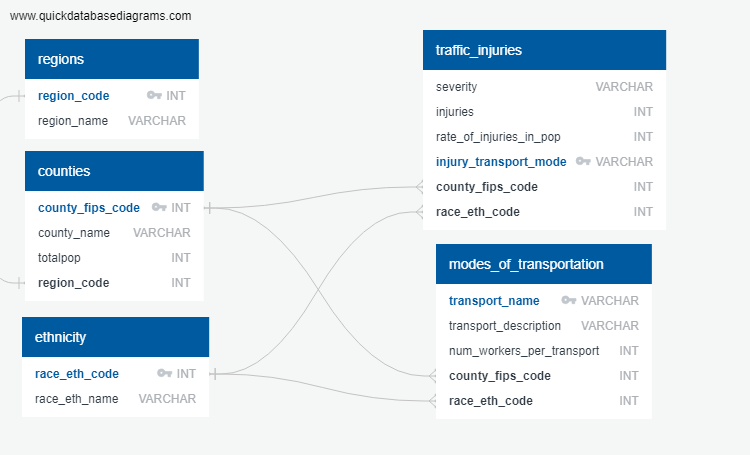 www.quickdatabasediagrams.com
regions
region_code INT
region_name VARCHAR
counties
county_fips_code INT
county_name VARCHAR
totalpop INT
region_code INT
ethnicity
race_eth_code INT
race_eth_name VARCHAR
traffic_injuries
severity VARCHAR
injuries INT
rate_of_injuries_in_pop INT
injury_transport_mode VARCHAR
county_fips_code INT
race_eth_code INT
modes_of_transportation
transport_name VARCHAR
transport_description VARCHAR
num_workers_per_transport INT
county_fips_code INT
race_eth_code INT